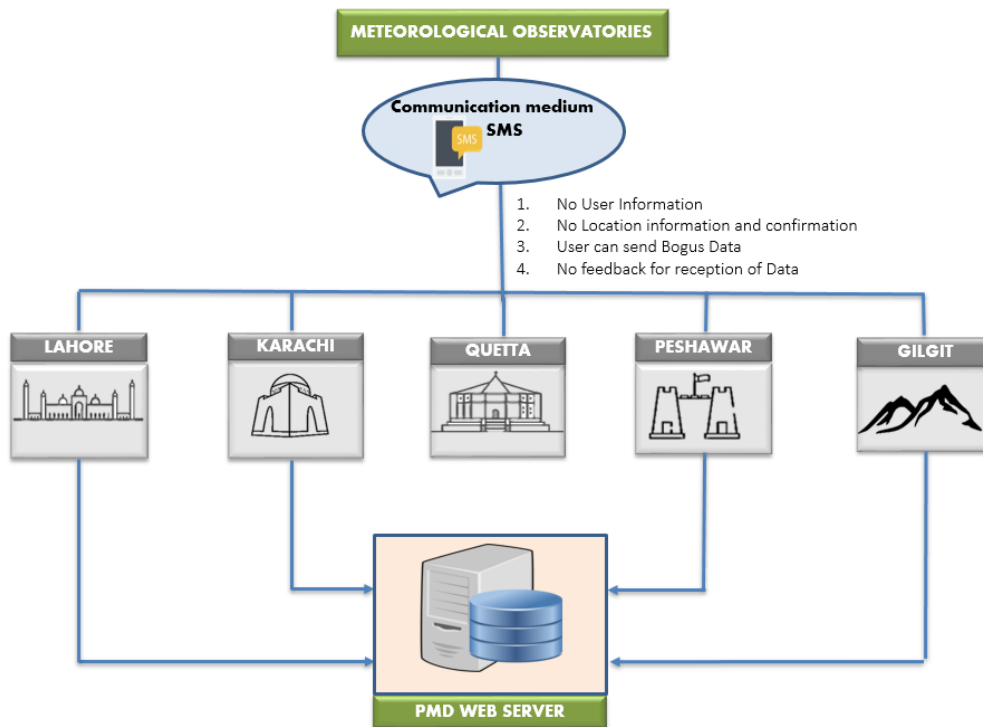 METEOROLOGICAL OBSERVATORIES
Communication medium
SMS
SMS
1. No User Information
2. No Location information and confirmation
3. User can send Bogus Data
4. No feedback for reception of Data
LAHORE
KARACHI
QUETTA
PESHAWAR
GILGIT
PMD WEB SERVER